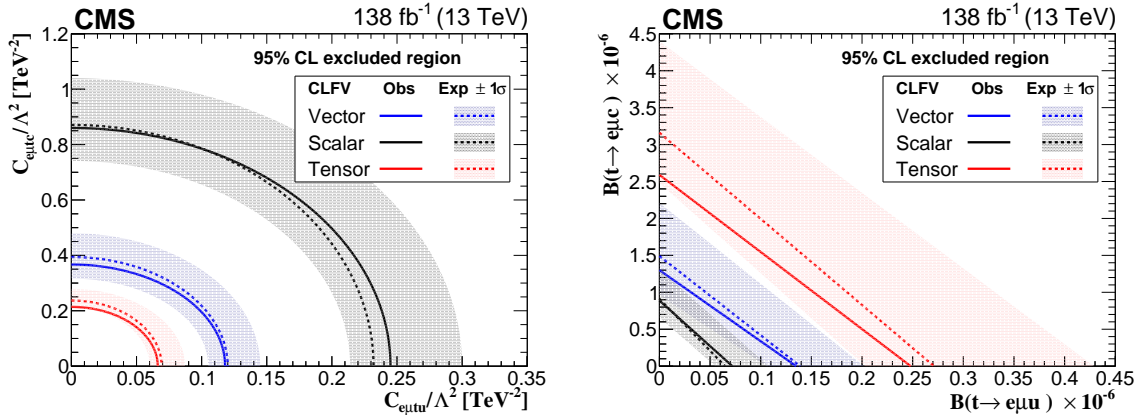 CMS 138 fb⁻¹ (13 TeV)
C_eμtc/Λ² [TeV⁻²]
1.2
1
0.8
0.6
0.4
0.2
0
95% CL excluded region
CLFV Obs Exp ± 1σ
Vector
Scalar
Tensor
0 0.05 0.1 0.15 0.2 0.25 0.3 0.35
C_eμtu/Λ² [TeV⁻²]
CMS 138 fb⁻¹ (13 TeV)
B(t→ eμc) × 10⁻⁶
4.5
4
3.5
3
2.5
2
1.5
1
0.5
0
95% CL excluded region
CLFV Obs Exp ± 1σ
Vector
Scalar
Tensor
0 0.05 0.1 0.15 0.2 0.25 0.3 0.35 0.4 0.45
B(t→ eμu) × 10⁻⁶